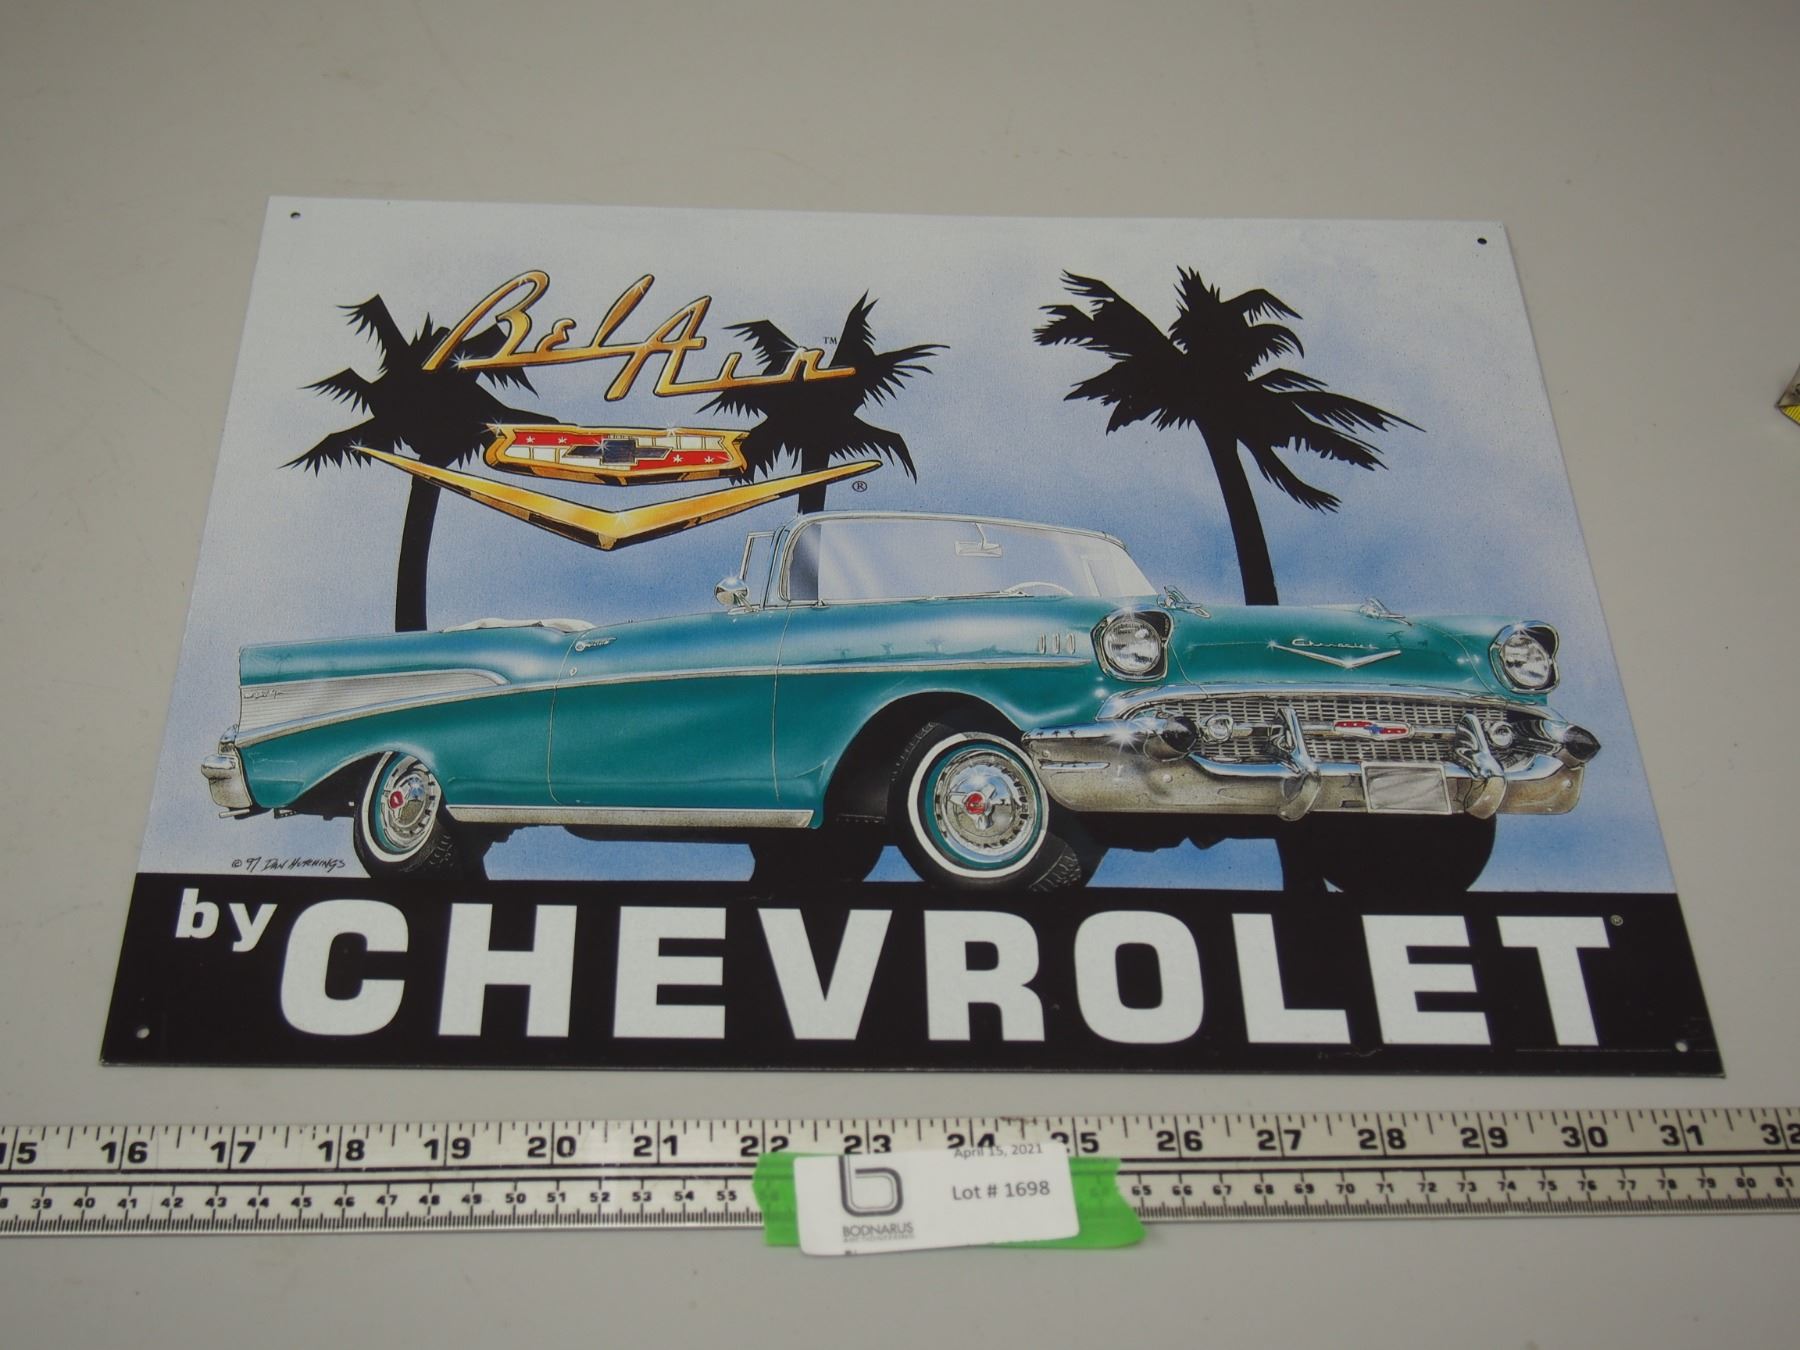 Bel Air™
®
Chevrolet
© 97 Dan Hutchings
by CHEVROLET®
15 16 17 18 19 20 21 22 23 24 25 26 27 28 29 30 31 32
39 40 41 42 43 44 45 46 47 48 49 50 51 52 53 54 55 65 66 67 68 69 70 71 72 73 74 75 76 77 78 79 80 81
April 15, 2021
Lot # 1698
b
BODNARUS
AUCTIONEERING